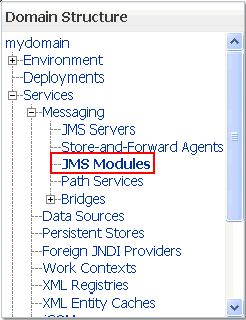 Domain Structure
mydomain
Environment
Deployments
Services
Messaging
JMS Servers
Store-and-Forward Agents
JMS Modules
Path Services
Bridges
Data Sources
Persistent Stores
Foreign JNDI Providers
Work Contexts
XML Registries
XML Entity Caches